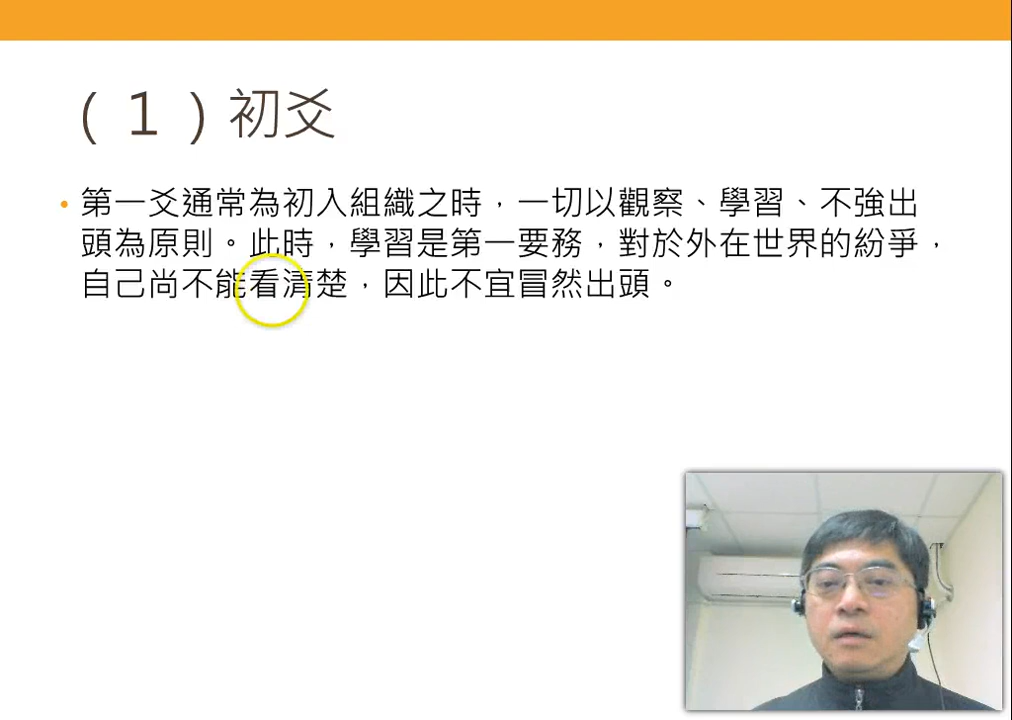 （1）初爻
• 第一爻通常為初入組織之時，一切以觀察、學習、不強出
頭為原則。此時，學習是第一要務，對於外在世界的紛爭，
自己尚不能看清楚，因此不宜冒然出頭。